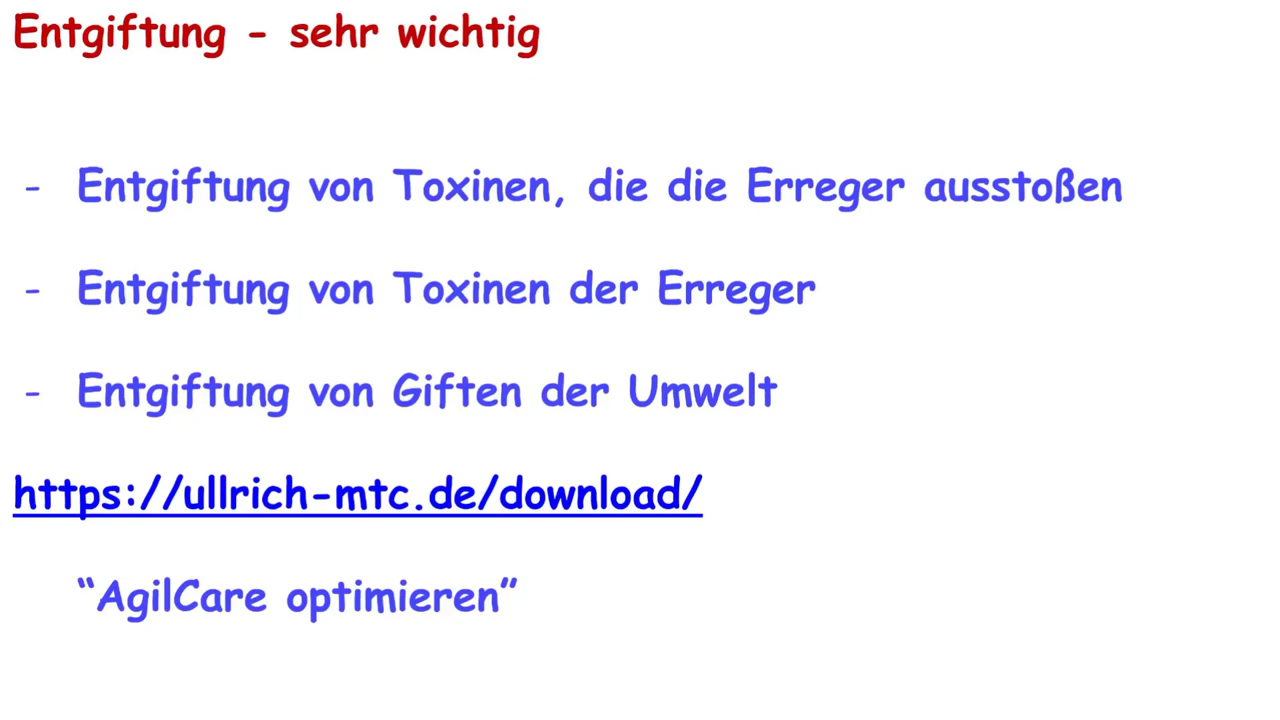 Entgiftung - sehr wichtig
- Entgiftung von Toxinen, die die Erreger ausstoßen
- Entgiftung von Toxinen der Erreger
- Entgiftung von Giften der Umwelt
https://ullrich-mtc.de/download/
“AgilCare optimieren”